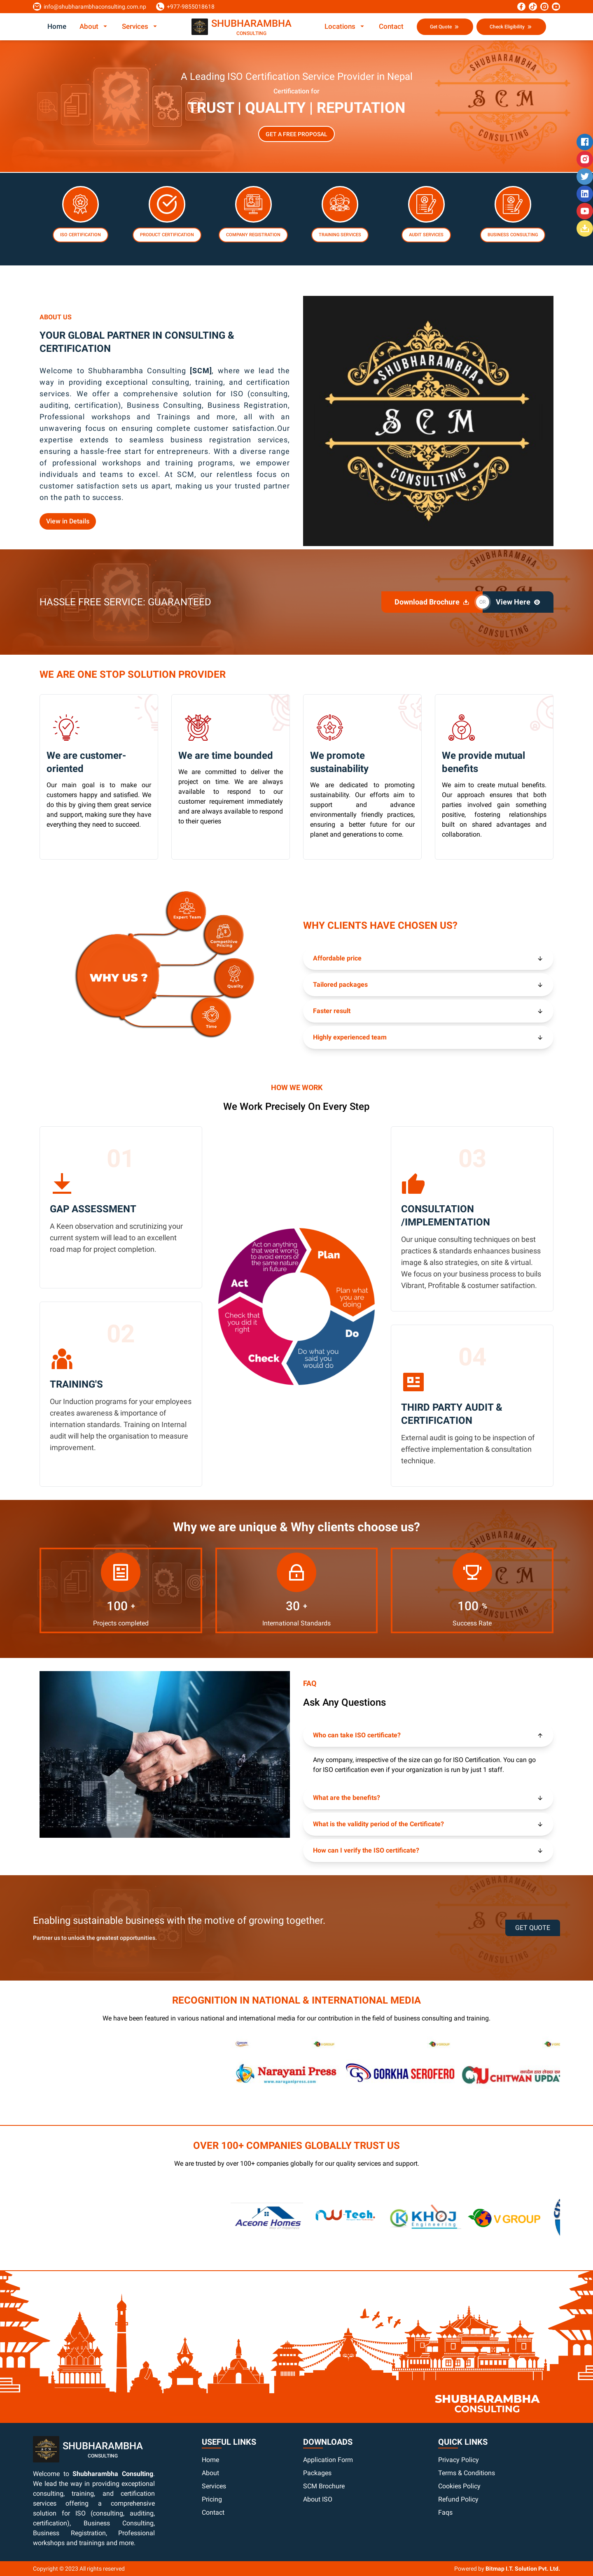 info@shubharambhaconsulting.com.np +977-9855018618
Home About Services SHUBHARAMBHA CONSULTING Locations Contact Get Quote Check Eligibility
A Leading ISO Certification Service Provider in Nepal
Certification for
TRUST | QUALITY | REPUTATION
GET A FREE PROPOSAL
SHUBHARAMBHA
S C M
CONSULTING
ISO CERTIFICATION
PRODUCT CERTIFICATION
COMPANY REGISTRATION
TRAINING SERVICES
AUDIT SERVICES
BUSINESS CONSULTING
ABOUT US
YOUR GLOBAL PARTNER IN CONSULTING &
CERTIFICATION
Welcome to Shubharambha Consulting [SCM], where we lead the
way in providing exceptional consulting, training, and certification
services. We offer a comprehensive solution for ISO (consulting,
auditing, certification), Business Consulting, Business Registration,
Professional workshops and Trainings and more, all with an
unwavering focus on ensuring complete customer satisfaction.Our
expertise extends to seamless business registration services,
ensuring a hassle-free start for entrepreneurs. With a diverse range
of professional workshops and training programs, we empower
individuals and teams to excel. At SCM, our relentless focus on
customer satisfaction sets us apart, making us your trusted partner
on the path to success.
View in Details
SHUBHARAMBHA
S C M
CONSULTING
HASSLE FREE SERVICE: GUARANTEED
Download Brochure
View Here
S C M
CONSULTING
WE ARE ONE STOP SOLUTION PROVIDER
We are customer-
oriented
Our main goal is to make our
customers happy and satisfied. We
do this by giving them great service
and support, making sure they have
everything they need to succeed.
We are time bounded
We are committed to deliver the
project on time. We are always
available to respond to our
customer requirement immediately
and are always available to respond
to their queries
We promote
sustainability
We are dedicated to promoting
sustainability. Our efforts aim to
support and advance
environmentally friendly practices,
ensuring a better future for our
planet and generations to come.
We provide mutual
benefits
We aim to create mutual benefits.
Our approach ensures that both
parties involved gain something
positive, fostering relationships
built on shared advantages and
collaboration.
WHY US ?
Expert Team
Competitive
Pricing
Quality
Time
WHY CLIENTS HAVE CHOSEN US?
Affordable price
Tailored packages
Faster result
Highly experienced team
HOW WE WORK
We Work Precisely On Every Step
01
GAP ASSESSMENT
A Keen observation and scrutinizing your
current system will lead to an excellent
road map for project completion.
02
TRAINING'S
Our Induction programs for your employees
creates awareness & importance of
internation standards. Training on Internal
audit will help the organisation to measure
improvement.
Act on anything
that went wrong
to avoid errors of
the same nature
in future
Plan
Act
Plan what
you are
doing
Check that
you did it
right
Do
Do what you
said you
would do
Check
03
CONSULTATION
/IMPLEMENTATION
Our unique consulting techniques on best
practices & standards enhances business
image & also strategies, on site & virtual.
We focus on your business process to buils
Vibrant, Profitable & costumer satifaction.
04
THIRD PARTY AUDIT &
CERTIFICATION
External audit is going to be inspection of
effective implementation & consultation
technique.
Why we are unique & Why clients choose us?
100 +
Projects completed
30 +
International Standards
100 %
Success Rate
FAQ
Ask Any Questions
Who can take ISO certificate?
Any company, irrespective of the size can go for ISO Certification. You can go
for ISO certification even if your organization is run by just 1 staff.
What are the benefits?
What is the validity period of the Certificate?
How can I verify the ISO certificate?
Enabling sustainable business with the motive of growing together.
Partner us to unlock the greatest opportunities.
GET QUOTE
RECOGNITION IN NATIONAL & INTERNATIONAL MEDIA
We have been featured in various national and international media for our contribution in the field of business consulting and training.
Narayani Press
www.narayanipress.com
GORKHA SEROFERO
CHITWAN UPDA
OVER 100+ COMPANIES GLOBALLY TRUST US
We are trusted by over 100+ companies globally for our quality services and support.
Aceone Homes
Tech.
KHOJ
Engineering
V GROUP
SHUBHARAMBHA
CONSULTING
SHUBHARAMBHA
CONSULTING
Welcome to Shubharambha Consulting.
We lead the way in providing exceptional
consulting, training, and certification
services offering a comprehensive
solution for ISO (consulting, auditing,
certification), Business Consulting,
Business Registration, Professional
workshops and trainings and more.
USEFUL LINKS
Home
About
Services
Pricing
Contact
DOWNLOADS
Application Form
Packages
SCM Brochure
About ISO
QUICK LINKS
Privacy Policy
Terms & Conditions
Cookies Policy
Refund Policy
Faqs
Copyright © 2023 All rights reserved
Powered by Bitmap I.T. Solution Pvt. Ltd.